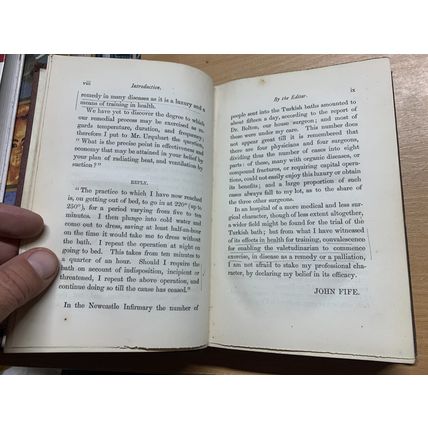 viii
Introduction.
remedy in many diseases as it is a luxury and a
means of training in health.
We have yet to discover the degree to which
our remedial process may be exercised as re-
gards temperature, duration, and frequency;
therefore I put to Mr. Urquhart the question,
"What is the precise point in effectiveness and
economy that may be attained in your belief by
your plan of radiating heat, and ventilation by
suction?"
REPLY.
"The practice to which I have now reached
is, on getting out of bed, to go in at 220° (up to
250°), for a period varying from five to ten
minutes. I then plunge into cold water and
come out to dress, saving at least half-an-hour
on the time it would take me to dress without
the bath. I repeat the operation at night on
going to bed. This takes from ten minutes to
a quarter of an hour. Should I require the
bath on account of indisposition, incipient or
threatened, I repeat the above operation, and
continue doing so till the cause has ceased."
In the Newcastle Infirmary the number of
By the Editor.
ix
people sent into the Turkish baths amounted to
about fifteen a day, according to the report of
Dr. Bolton, our house surgeon; and most of
these were under my care. This number does
not appear great till it is remembered that
there are four physicians and four surgeons,
dividing thus the number of cases into eight
parts: of these, many with organic diseases, or
compound fractures, or requiring capital opera-
tions, could not easily enjoy this luxury or obtain
its benefits; and a large proportion of such
cases always fall to my lot, as to the share of
the three other surgeons.
In an hospital of a more medical and less sur-
gical character, though of less extent altogether,
a wider field might be found for the trial of the
Turkish bath; but from what I have witnessed
of its effects in health for training, convalescence
for enabling the valetudinarian to commence
exercise, in disease as a remedy or a palliation,
I am not afraid to stake my professional charac-
ter, by declaring my belief in its efficacy.
JOHN FIFE.